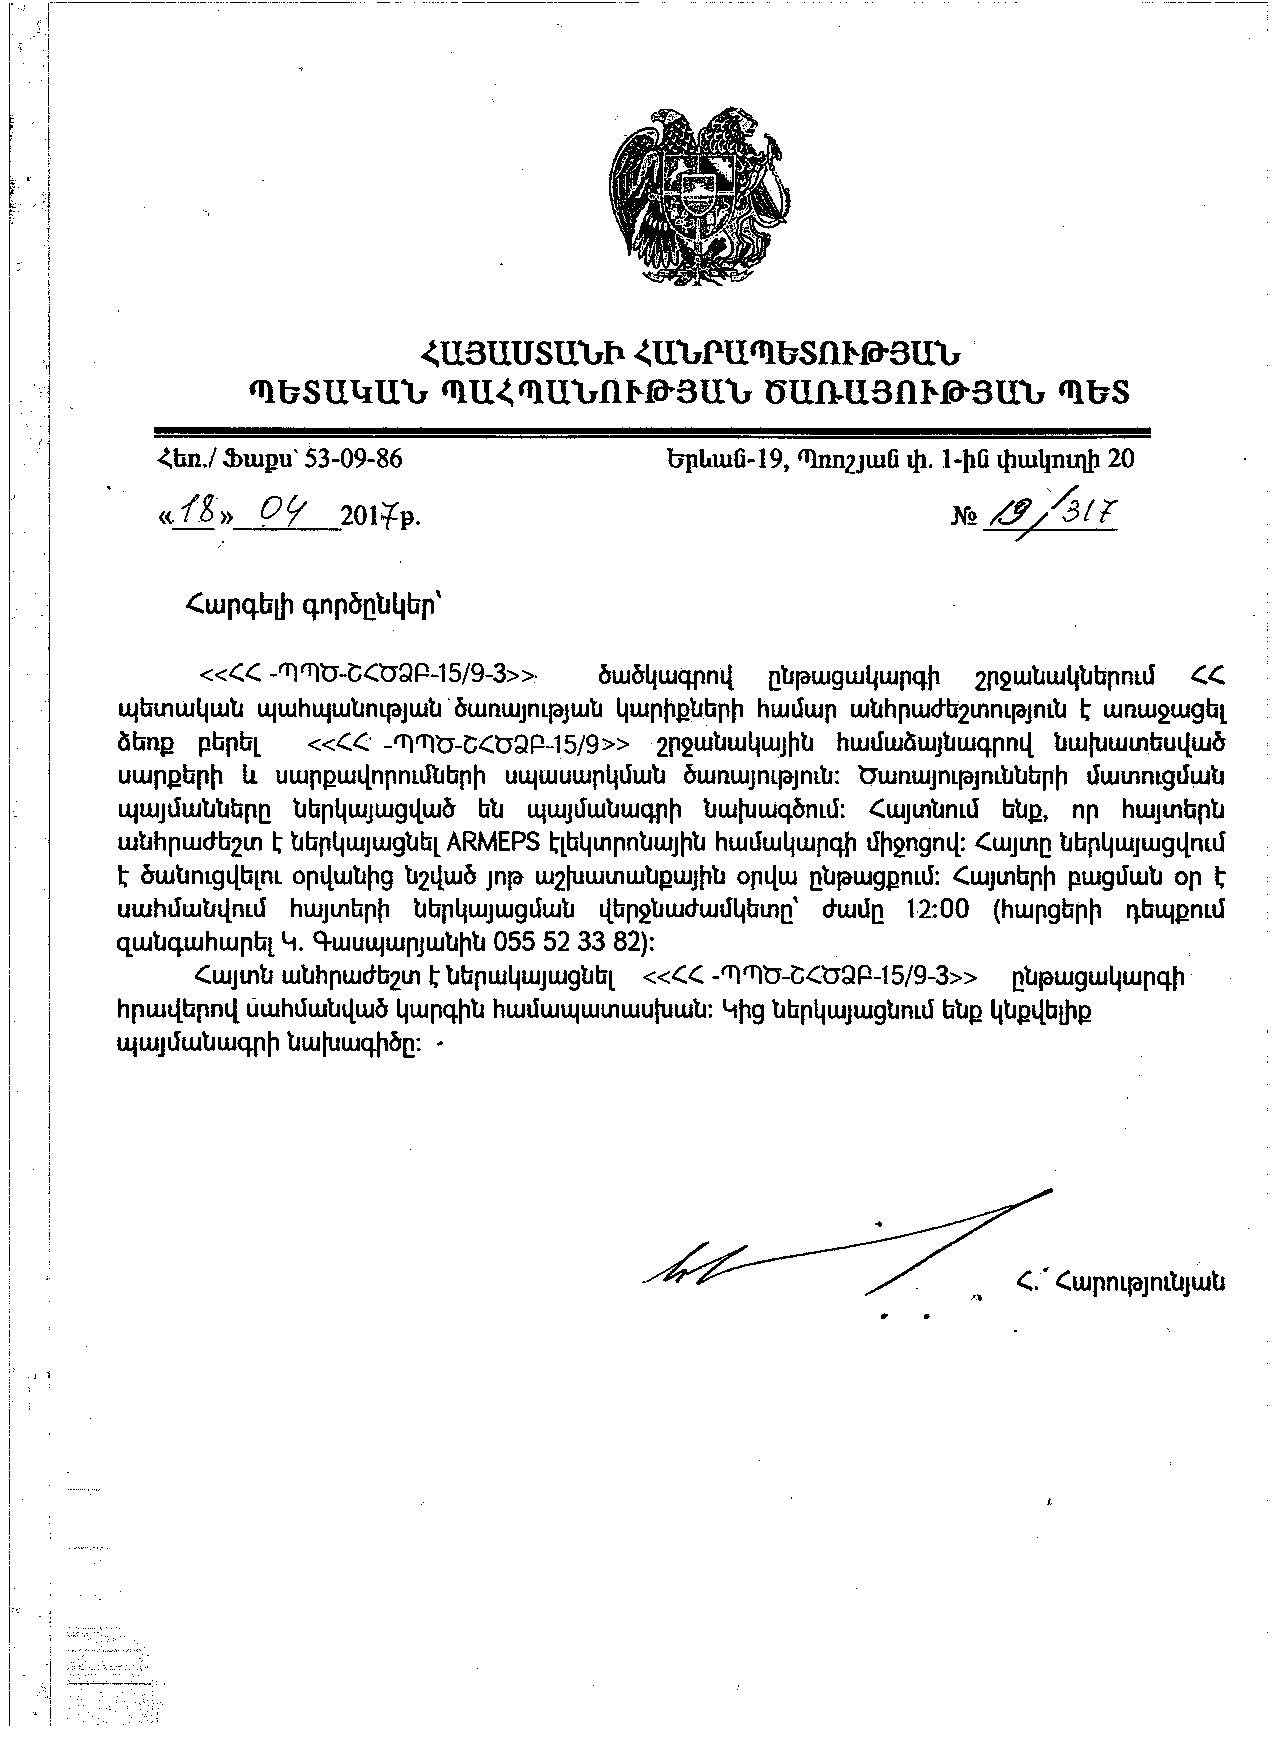 ՀԱՅԱՍՏԱՆԻ ՀԱՆՐԱՊԵՏՈՒԹՅԱՆ
ՊԵՏԱԿԱՆ ՊԱՀՊԱՆՈՒԹՅԱՆ ԾԱՌԱՅՈՒԹՅԱՆ ՊԵՏ
Հեռ./ Ֆաքս՝ 53-09-86 Երևան-19, Պռոշյան փ. 1-ին փակուղի 20
«18» 04 2017թ. № 19/317
Հարգելի գործընկեր՝
<<ՀՀ -ՊՊԾ-ՇՀԾՁԲ-15/9-3>> ծածկագրով ընթացակարգի շրջանակներում ՀՀ
պետական պահպանության ծառայության կարիքների համար անհրաժեշտություն է առաջացել
ձեռք բերել <<ՀՀ -ՊՊԾ-ՇՀԾՁԲ-15/9>> շրջանակային համաձայնագրով նախատեսված
սարքերի և սարքավորումների սպասարկման ծառայություն: Ծառայությունների մատուցման
պայմանները ներկայացված են պայմանագրի նախագծում: Հայտնում ենք, որ հայտերն
անհրաժեշտ է ներկայացնել ARMEPS էլեկտրոնային համակարգի միջոցով: Հայտը ներկայացվում
է ծանուցվելու օրվանից նշված յոթ աշխատանքային օրվա ընթացքում: Հայտերի բացման օր է
սահմանվում հայտերի ներկայացման վերջնաժամկետը՝ ժամը 12:00 (հարցերի դեպքում
զանգահարել Կ. Գասպարյանին 055 52 33 82):
Հայտն անհրաժեշտ է ներակայացնել <<ՀՀ -ՊՊԾ-ՇՀԾՁԲ-15/9-3>> ընթացակարգի
հրավերով սահմանված կարգին համապատասխան: Կից ներկայացնում ենք կնքվելիք
պայմանագրի նախագիծը:
Հ. Հարությունյան